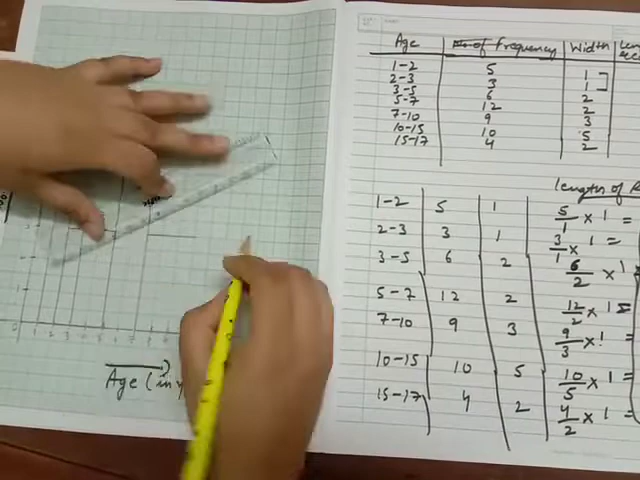 Age Frequency Width
1-2 5 1
2-3 3 1
3-5 6 2
5-7 12 2
7-10 9 3
10-15 10 5
15-17 4 2
length of
1-2 5 1 5/1 x 1 =
2-3 3 1 3/1 x 1 =
3-5 6 2 6/2 x 1
5-7 12 2 12/2 x 1 =
7-10 9 3 9/3 x 1 =
10-15 10 5 10/5 x 1 =
15-17 4 2 4/2 x 1 =
Age (in